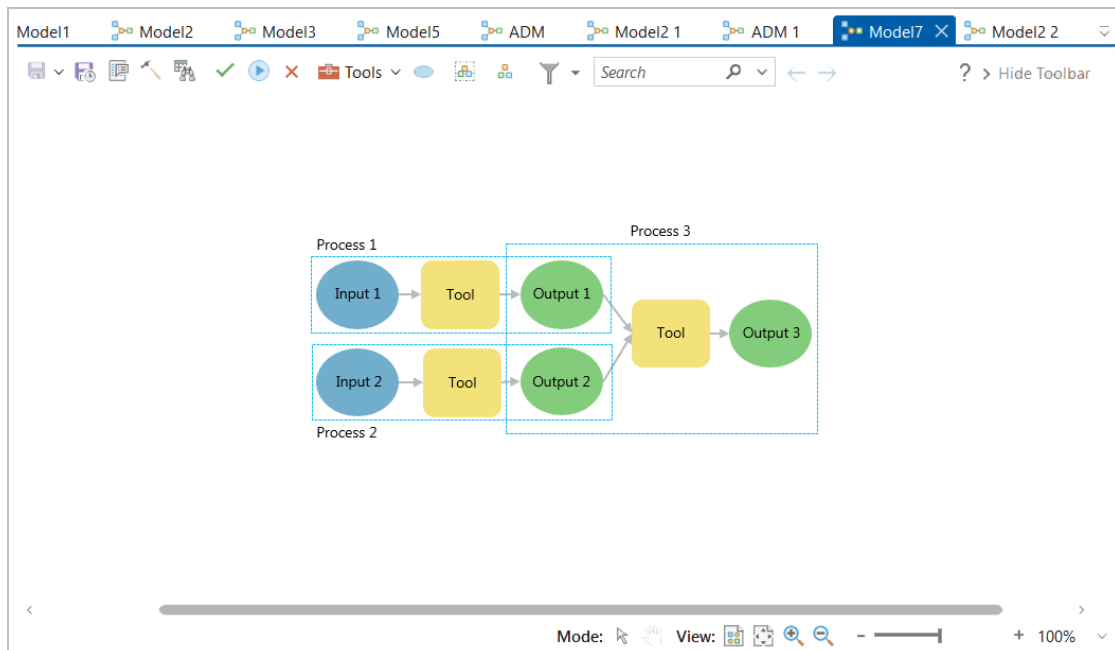 Model1 Model2 Model3 Model5 ADM Model2 1 ADM 1 Model7 Model2 2
Tools Search ? Hide Toolbar
Process 3
Process 1
Input 1 Tool Output 1
Tool Output 3
Input 2 Tool Output 2
Process 2
Mode: View: - + 100%